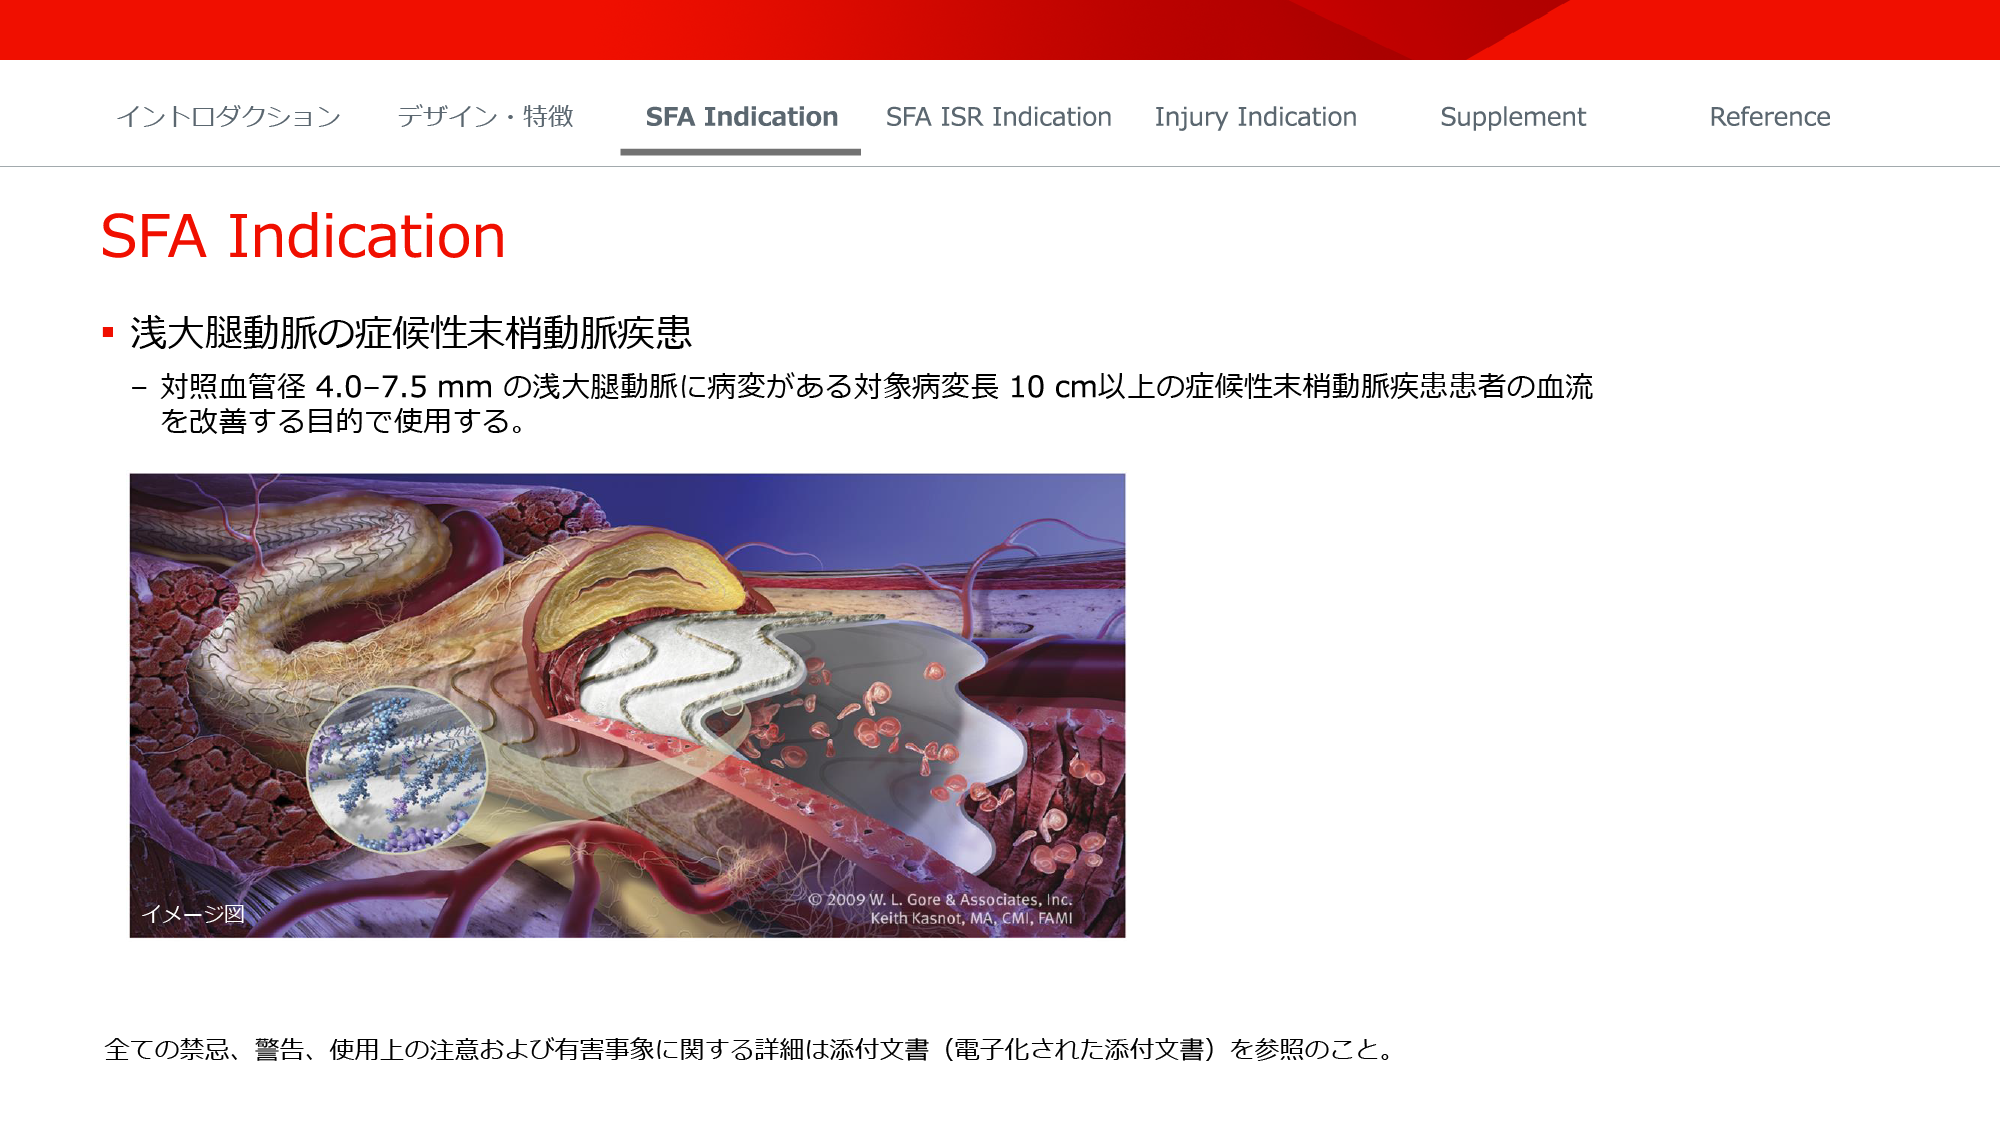 イントロダクション デザイン・特徴 SFA Indication SFA ISR Indication Injury Indication Supplement Reference
SFA Indication
▪ 浅大腿動脈の症候性末梢動脈疾患
– 対照血管径 4.0–7.5 mm の浅大腿動脈に病変がある対象病変長 10 cm以上の症候性末梢動脈疾患患者の血流
を改善する目的で使用する。
© 2009 W. L. Gore & Associates, Inc.
Keith Kasnot, MA, CMI, FAMI
イメージ図
全ての禁忌、警告、使用上の注意および有害事象に関する詳細は添付文書（電子化された添付文書）を参照のこと。